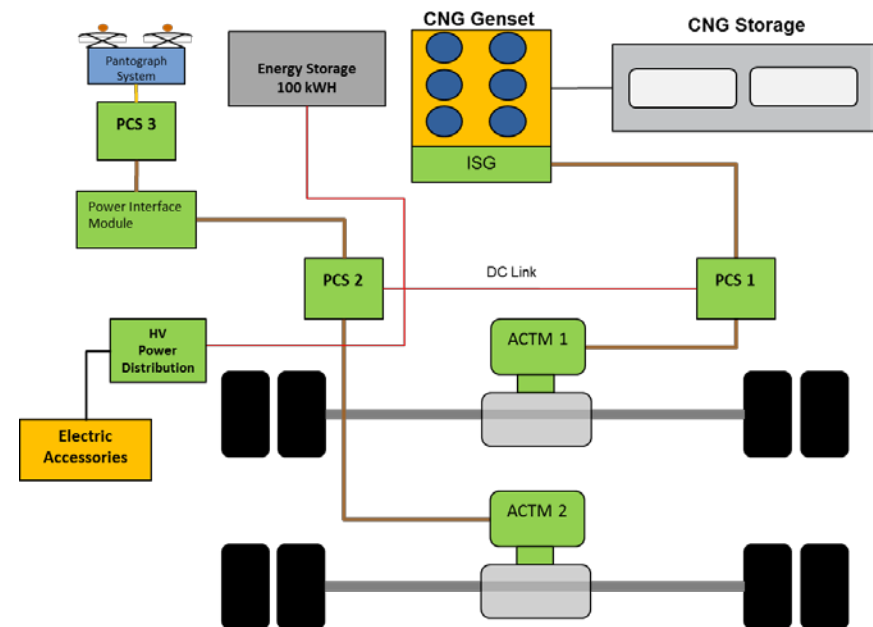 CNG Genset
CNG Storage
Pantograph
System
Energy Storage
100 kWH
PCS 3
ISG
Power Interface
Module
PCS 2
DC Link
PCS 1
HV
Power
Distribution
ACTM 1
Electric
Accessories
ACTM 2